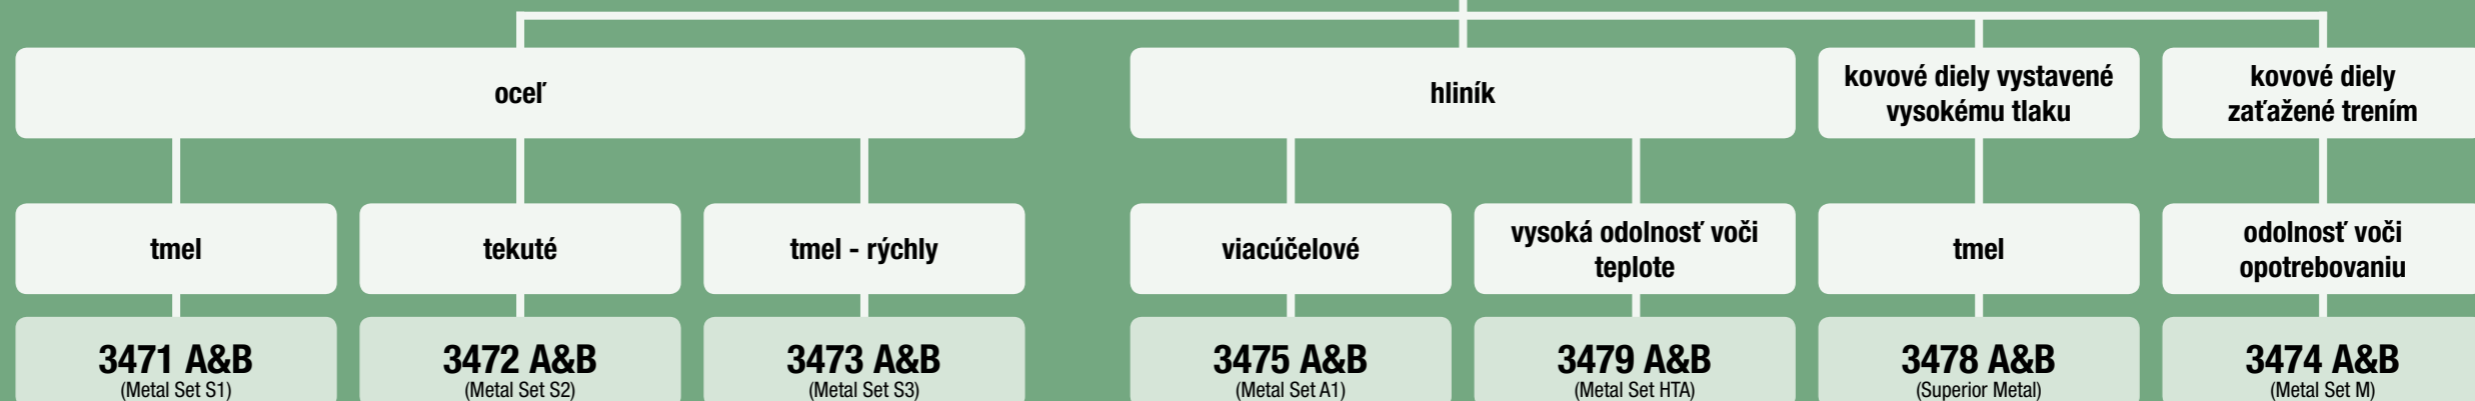 oceľ
hliník
kovové diely vystavené
vysokému tlaku
kovové diely
zaťažené trením
tmel
tekuté
tmel - rýchly
viacúčelové
vysoká odolnosť voči
teplote
tmel
odolnosť voči
opotrebovaniu
3471 A&B
(Metal Set S1)
3472 A&B
(Metal Set S2)
3473 A&B
(Metal Set S3)
3475 A&B
(Metal Set A1)
3479 A&B
(Metal Set HTA)
3478 A&B
(Superior Metal)
3474 A&B
(Metal Set M)